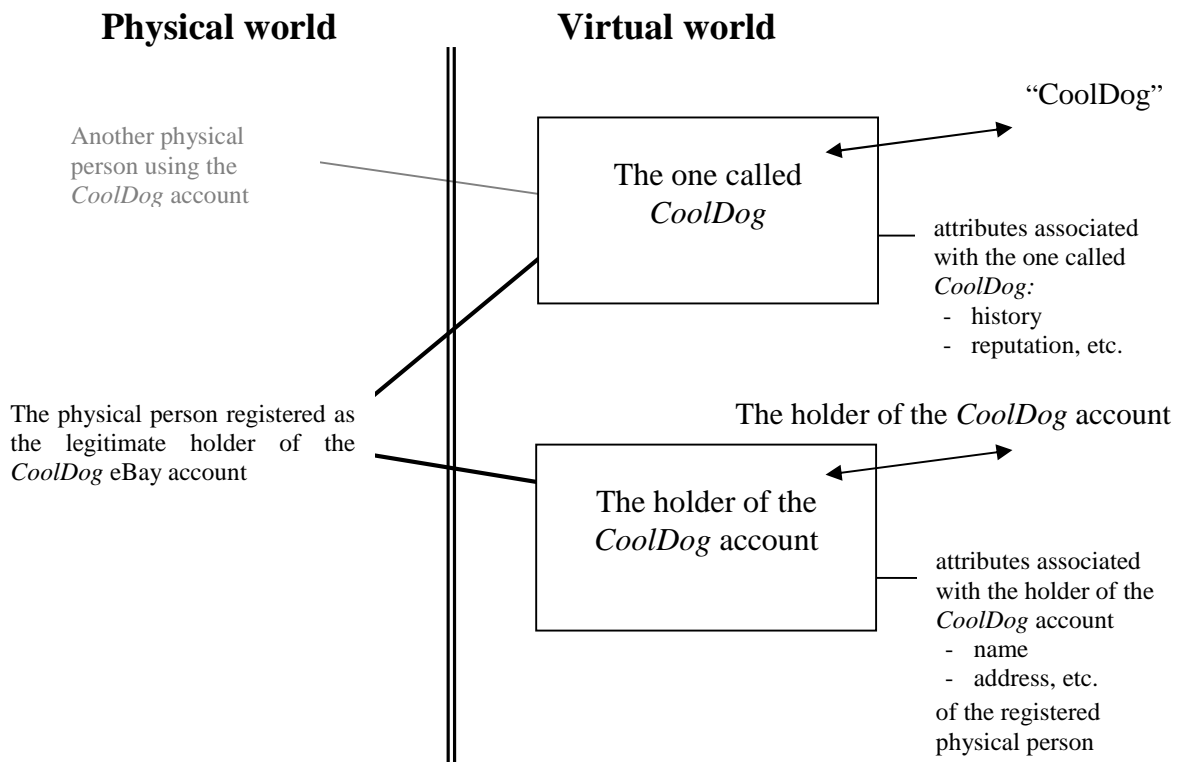 Physical world
Virtual world
Another physical
person using the
CoolDog account
The physical person registered as
the legitimate holder of the
CoolDog eBay account
The one called
CoolDog
“CoolDog”
attributes associated
with the one called
CoolDog:
- history
- reputation, etc.
The holder of the CoolDog account
The holder of the
CoolDog account
attributes associated
with the holder of the
CoolDog account
- name
- address, etc.
of the registered
physical person